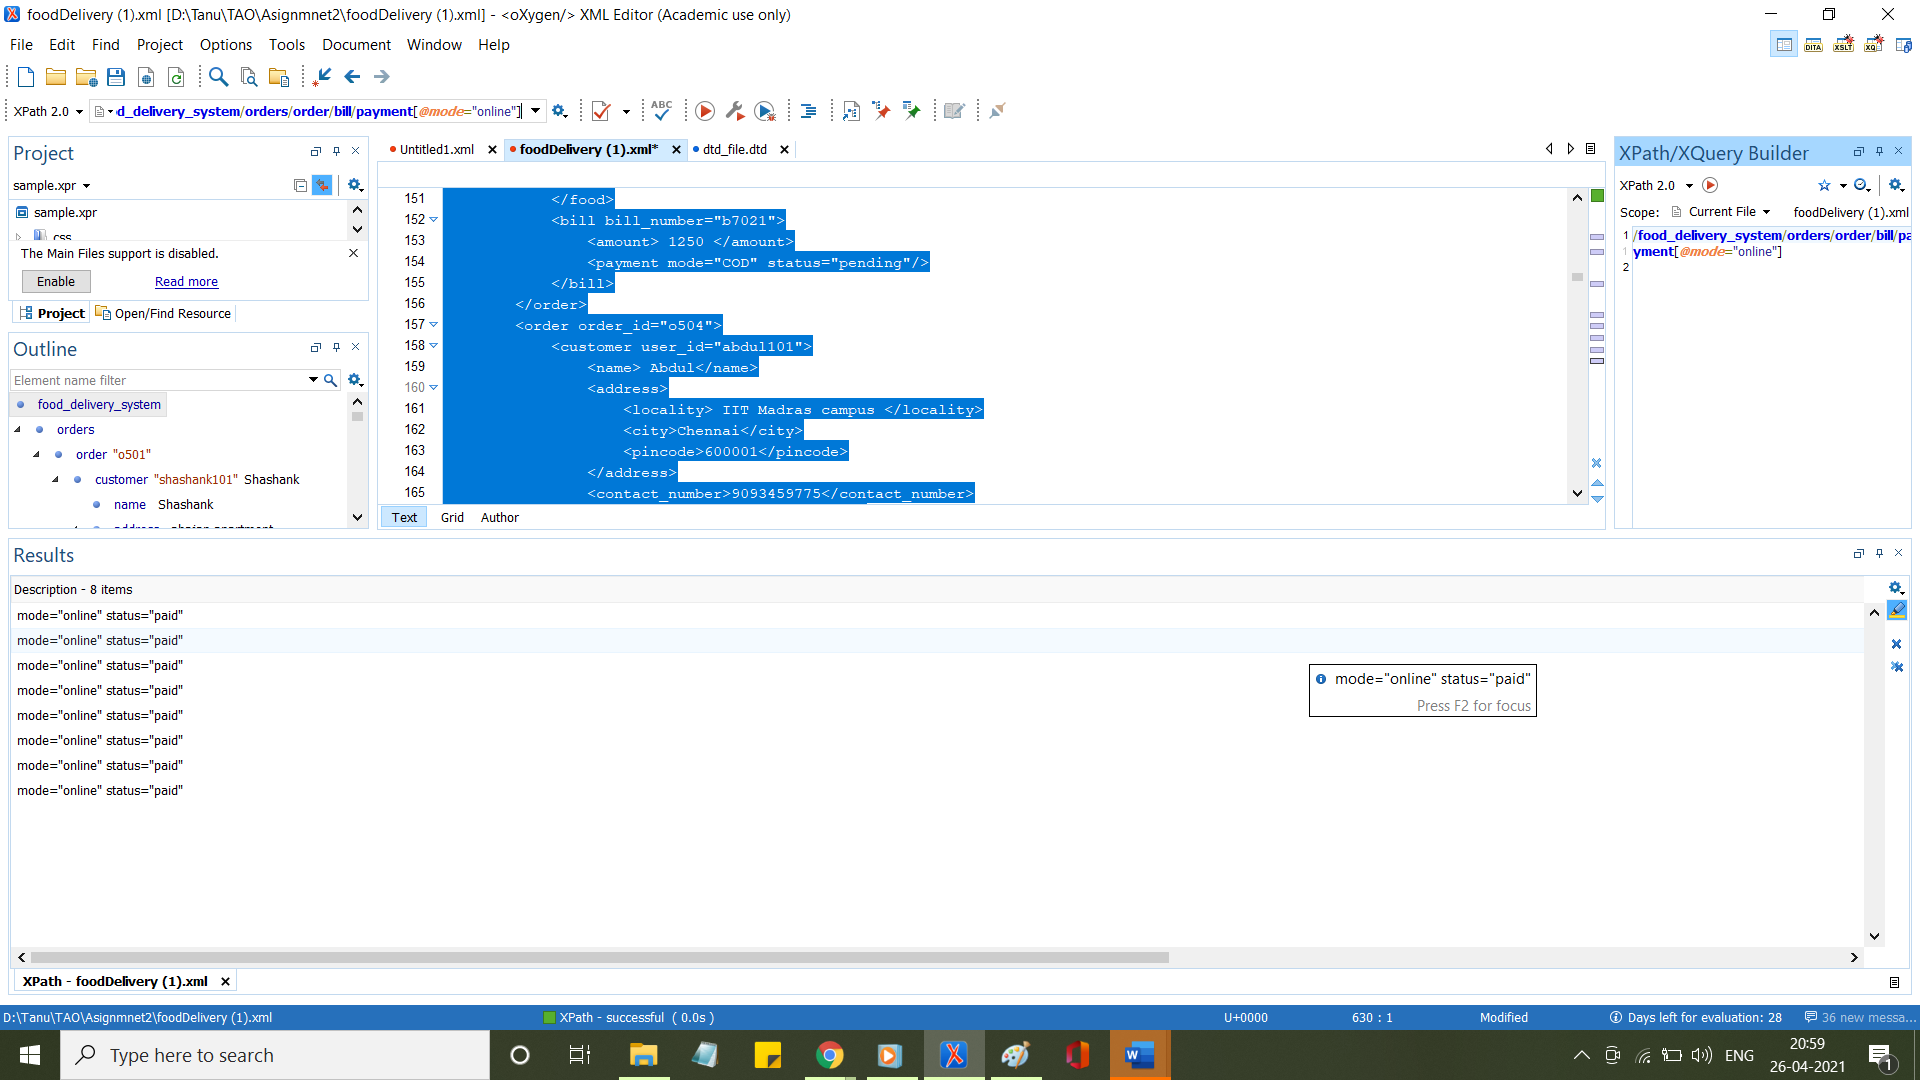 foodDelivery (1).xml [D:\Tanu\TAO\Asignmnet2\foodDelivery (1).xml] - <oXygen/> XML Editor (Academic use only)
File Edit Find Project Options Tools Document Window Help
DITA XSLT XQ
XPath 2.0 d_delivery_system/orders/order/bill/payment[@mode="online"] ABC
Project
sample.xpr
sample.xpr
css
The Main Files support is disabled.
Enable Read more
Project Open/Find Resource
Outline
Element name filter
food_delivery_system
orders
order "o501"
customer "shashank101" Shashank
name Shashank
Untitled1.xml foodDelivery (1).xml* dtd_file.dtd
151 </food>
152 <bill bill_number="b7021">
153 <amount> 1250 </amount>
154 <payment mode="COD" status="pending"/>
155 </bill>
156 </order>
157 <order order_id="o504">
158 <customer user_id="abdul101">
159 <name> Abdul</name>
160 <address>
161 <locality> IIT Madras campus </locality>
162 <city>Chennai</city>
163 <pincode>600001</pincode>
164 </address>
165 <contact_number>9093459775</contact_number>
Text Grid Author
XPath/XQuery Builder
XPath 2.0
Scope: Current File foodDelivery (1).xml
1 /food_delivery_system/orders/order/bill/pa
1 yment[@mode="online"]
2
Results
Description - 8 items
mode="online" status="paid"
mode="online" status="paid"
mode="online" status="paid"
mode="online" status="paid"
mode="online" status="paid"
mode="online" status="paid"
mode="online" status="paid"
mode="online" status="paid"
mode="online" status="paid"
Press F2 for focus
XPath - foodDelivery (1).xml
D:\Tanu\TAO\Asignmnet2\foodDelivery (1).xml XPath - successful ( 0.0s ) U+0000 630 : 1 Modified Days left for evaluation: 28 36 new messa...
Type here to search
ENG
20:59
26-04-2021
1